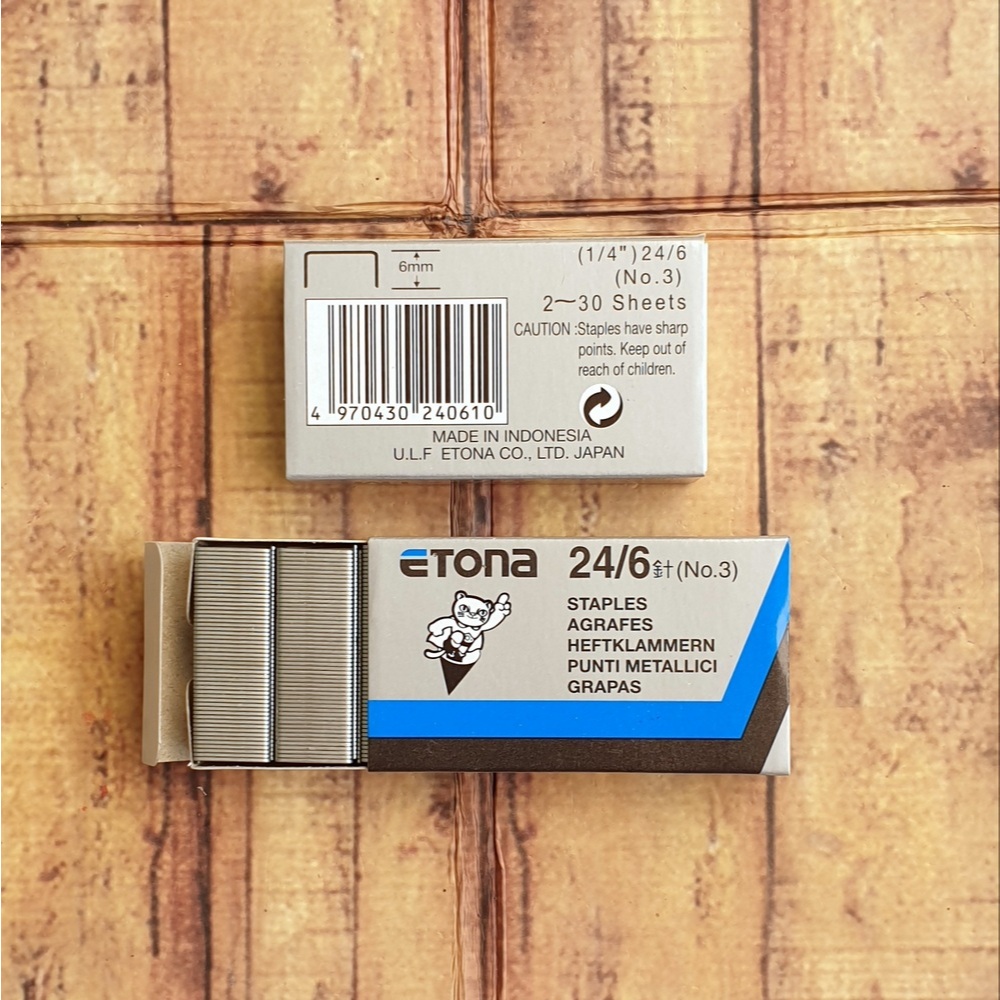 6mm
(1/4")24/6
(No.3)
2～30 Sheets
CAUTION :Staples have sharp
points. Keep out of
reach of children.
4 970430 240610
MADE IN INDONESIA
U.L.F ETONA CO., LTD. JAPAN
ETONA
24/6針(No.3)
STAPLES
AGRAFES
HEFTKLAMMERN
PUNTI METALLICI
GRAPAS